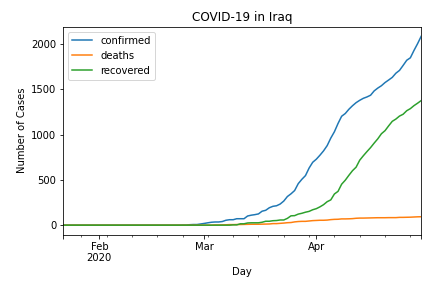 COVID-19 in Iraq
confirmed
deaths
recovered
2000
1500
1000
500
0
Number of Cases
Feb Mar Apr
2020
Day